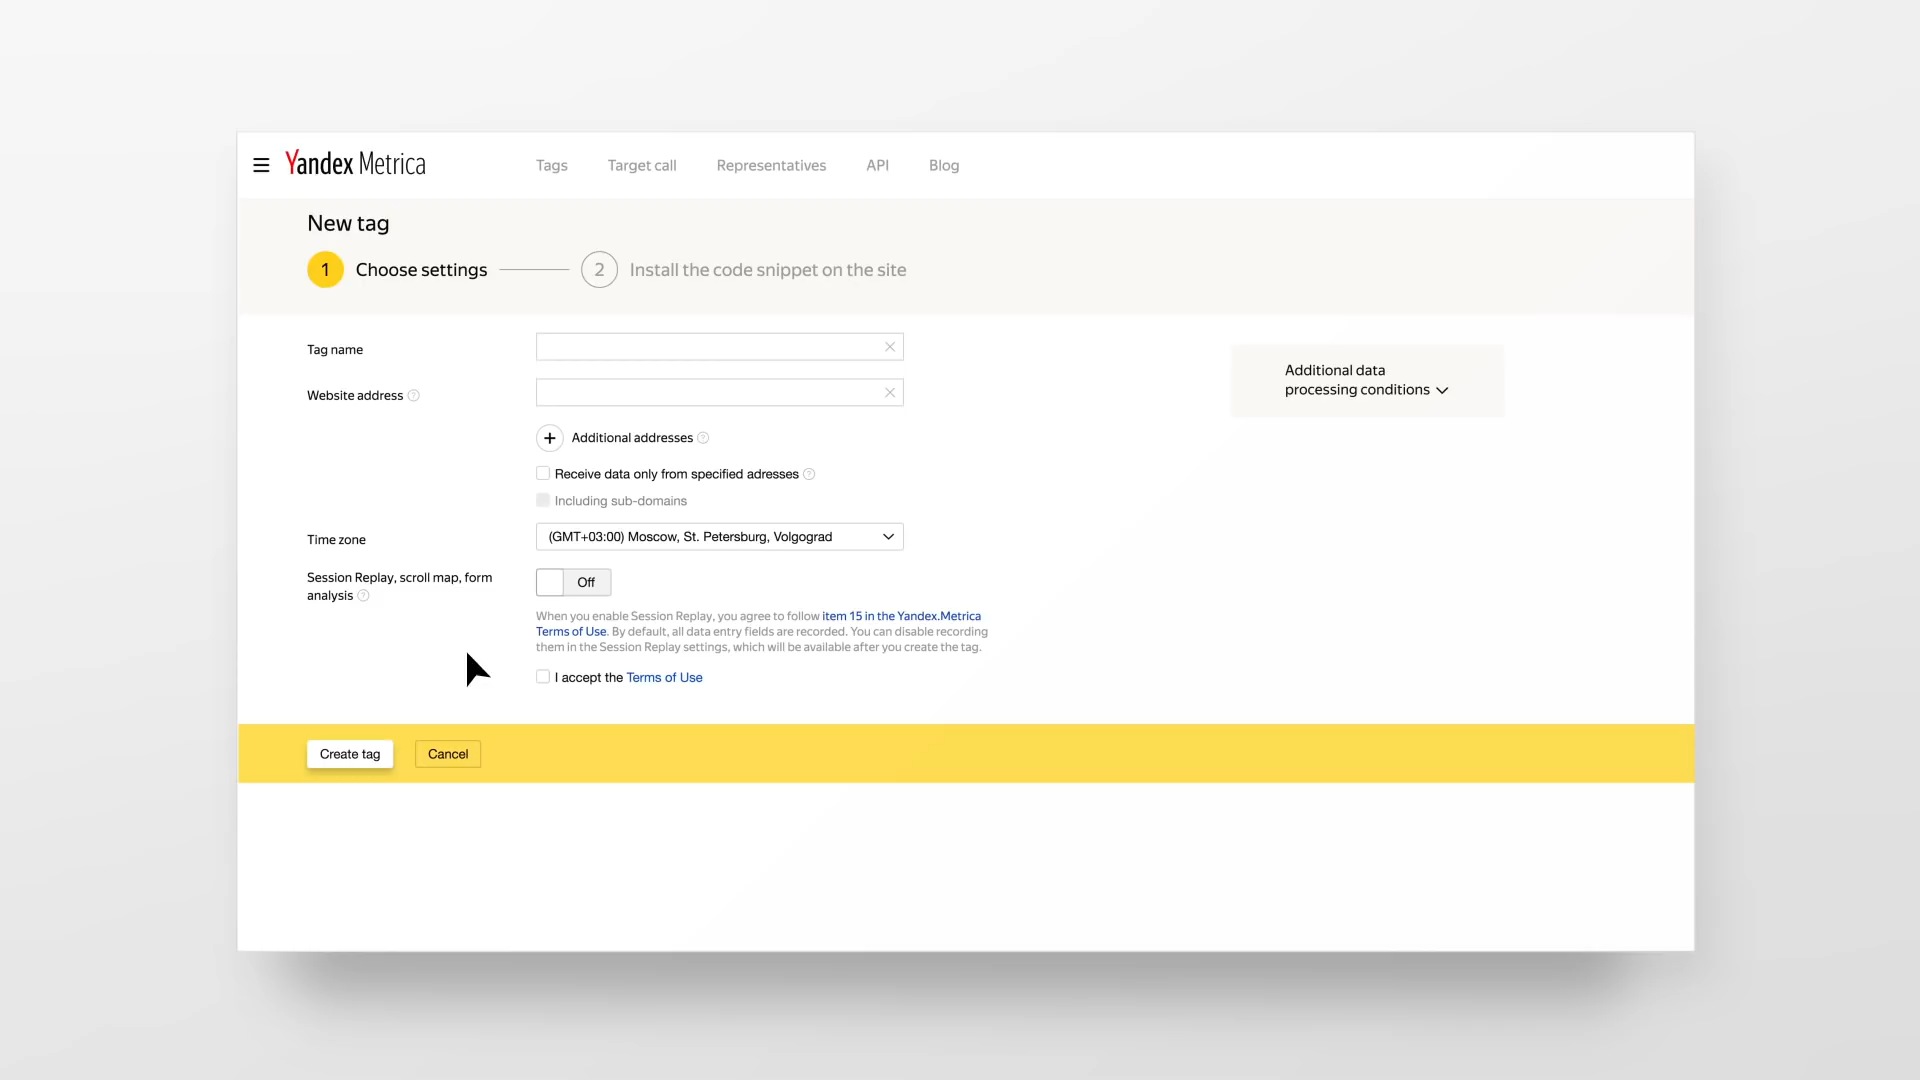 Yandex Metrica
Tags
Target call
Representatives
API
Blog
New tag
1 Choose settings
2 Install the code snippet on the site
Tag name
Website address ?
Additional data
processing conditions
+ Additional addresses ?
Receive data only from specified adresses ?
Including sub-domains
Time zone
(GMT+03:00) Moscow, St. Petersburg, Volgograd
Session Replay, scroll map, form
analysis ?
Off
When you enable Session Replay, you agree to follow item 15 in the Yandex.Metrica
Terms of Use. By default, all data entry fields are recorded. You can disable recording
them in the Session Replay settings, which will be available after you create the tag.
I accept the Terms of Use
Create tag
Cancel